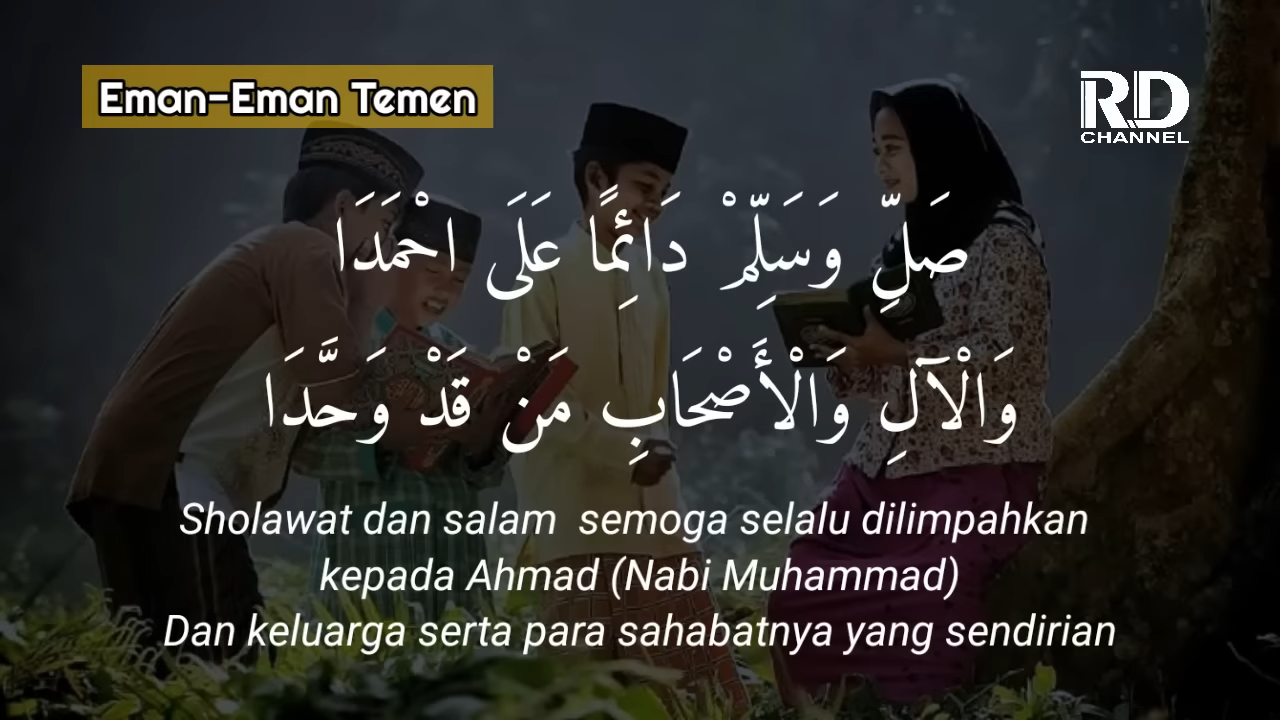 Eman-Eman Temen
RD
CHANNEL
صَلِّ وَسَلِّمْ دَائِمًا عَلَى احْمَدَا
وَالْآلِ وَالْأَصْحَابِ مَنْ قَدْ وَحَّدَا
Sholawat dan salam semoga selalu dilimpahkan
kepada Ahmad (Nabi Muhammad)
Dan keluarga serta para sahabatnya yang sendirian